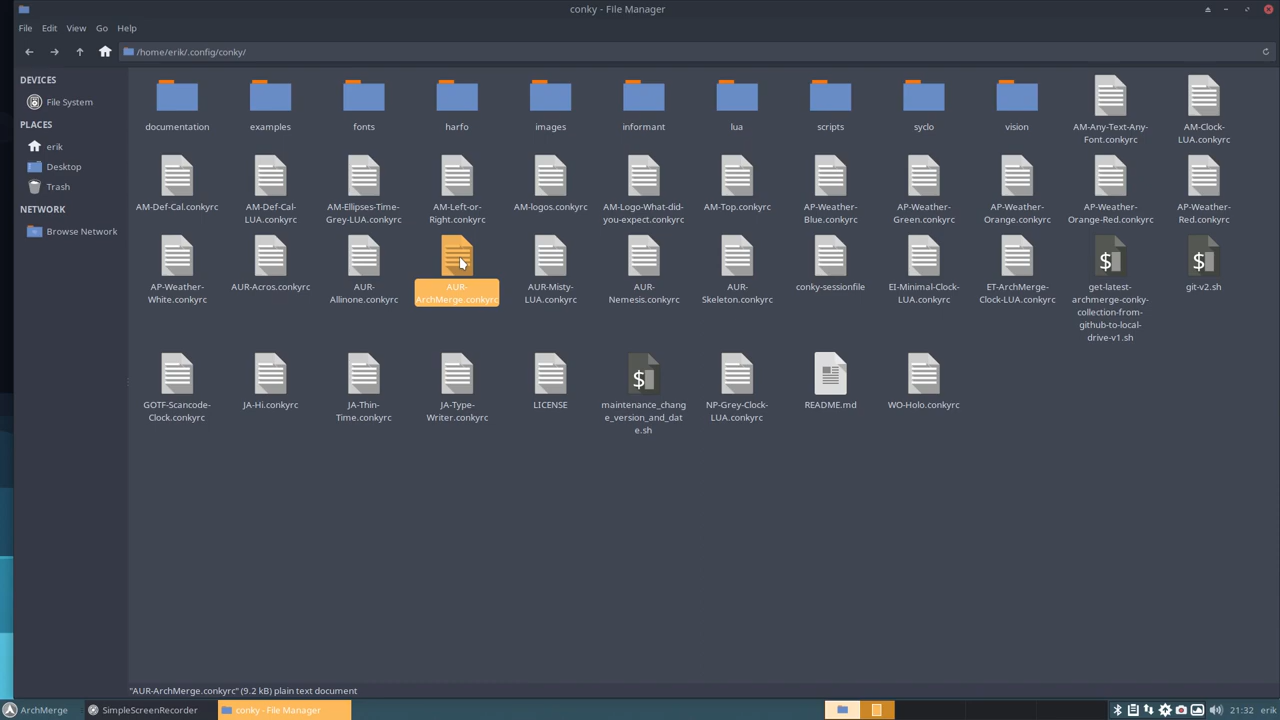 conky - File Manager
File Edit View Go Help
/home/erik/.config/conky/
DEVICES
File System
PLACES
erik
Desktop
Trash
NETWORK
Browse Network
documentation
examples
fonts
harfo
images
informant
lua
scripts
syclo
vision
AM-Any-Text-Any-
Font.conkyrc
AM-Clock-
LUA.conkyrc
AM-Def-Cal.conkyrc
AM-Def-Cal-
LUA.conkyrc
AM-Ellipses-Time-
Grey-LUA.conkyrc
AM-Left-or-
Right.conkyrc
AM-logos.conkyrc
AM-Logo-What-did-
you-expect.conkyrc
AM-Top.conkyrc
AP-Weather-
Blue.conkyrc
AP-Weather-
Green.conkyrc
AP-Weather-
Orange.conkyrc
AP-Weather-
Orange-Red.conkyrc
AP-Weather-
Red.conkyrc
AP-Weather-
White.conkyrc
AUR-Acros.conkyrc
AUR-
Allinone.conkyrc
AUR-
ArchMerge.conkyrc
AUR-Misty-
LUA.conkyrc
AUR-
Nemesis.conkyrc
AUR-
Skeleton.conkyrc
conky-sessionfile
EI-Minimal-Clock-
LUA.conkyrc
ET-ArchMerge-
Clock-LUA.conkyrc
$
get-latest-
archmerge-conky-
collection-from-
github-to-local-
drive-v1.sh
$
git-v2.sh
GOTF-Scancode-
Clock.conkyrc
JA-Hi.conkyrc
JA-Thin-
Time.conkyrc
JA-Type-
Writer.conkyrc
LICENSE
$
maintenance_chang
e_version_and_dat
e.sh
NP-Grey-Clock-
LUA.conkyrc
README.md
WO-Holo.conkyrc
"AUR-ArchMerge.conkyrc" (9.2 kB) plain text document
ArchMerge
SimpleScreenRecorder
conky - File Manager
21:32 erik